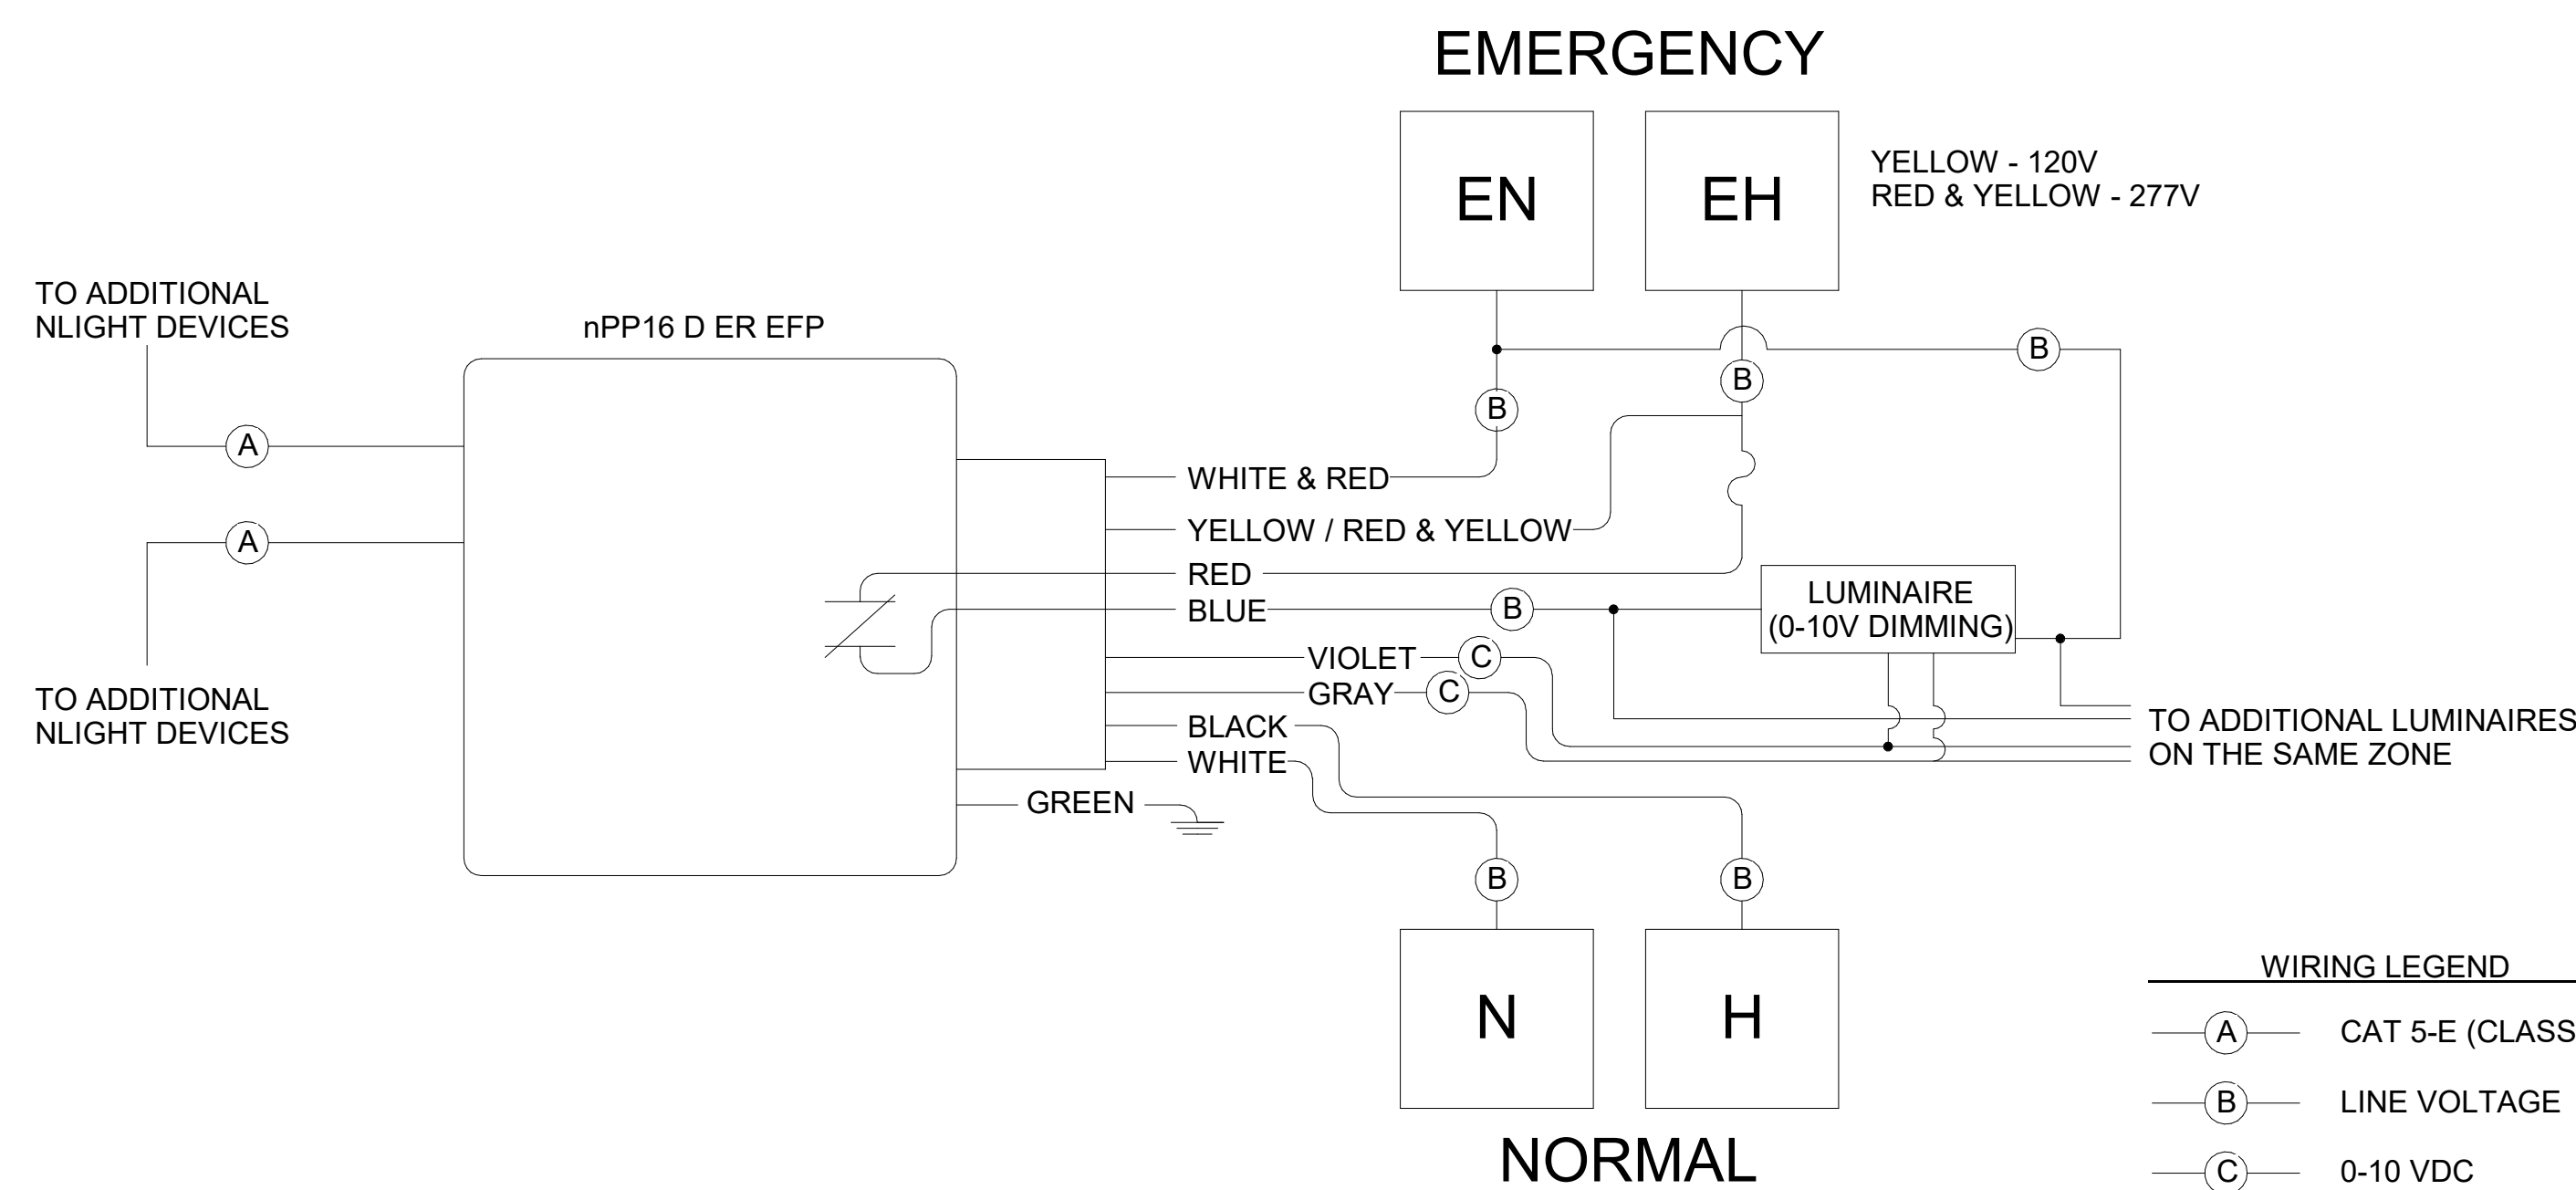 EMERGENCY
EN
EH
YELLOW - 120V
RED & YELLOW - 277V
TO ADDITIONAL
NLIGHT DEVICES
nPP16 D ER EFP
B
B
B
A
WHITE & RED
YELLOW / RED & YELLOW
A
RED
BLUE
B
LUMINAIRE
(0-10V DIMMING)
VIOLET
C
GRAY
C
TO ADDITIONAL
NLIGHT DEVICES
BLACK
WHITE
TO ADDITIONAL LUMINAIRES
ON THE SAME ZONE
GREEN
B
B
N
H
NORMAL
WIRING LEGEND
A
CAT 5-E (CLASS
B
LINE VOLTAGE
C
0-10 VDC